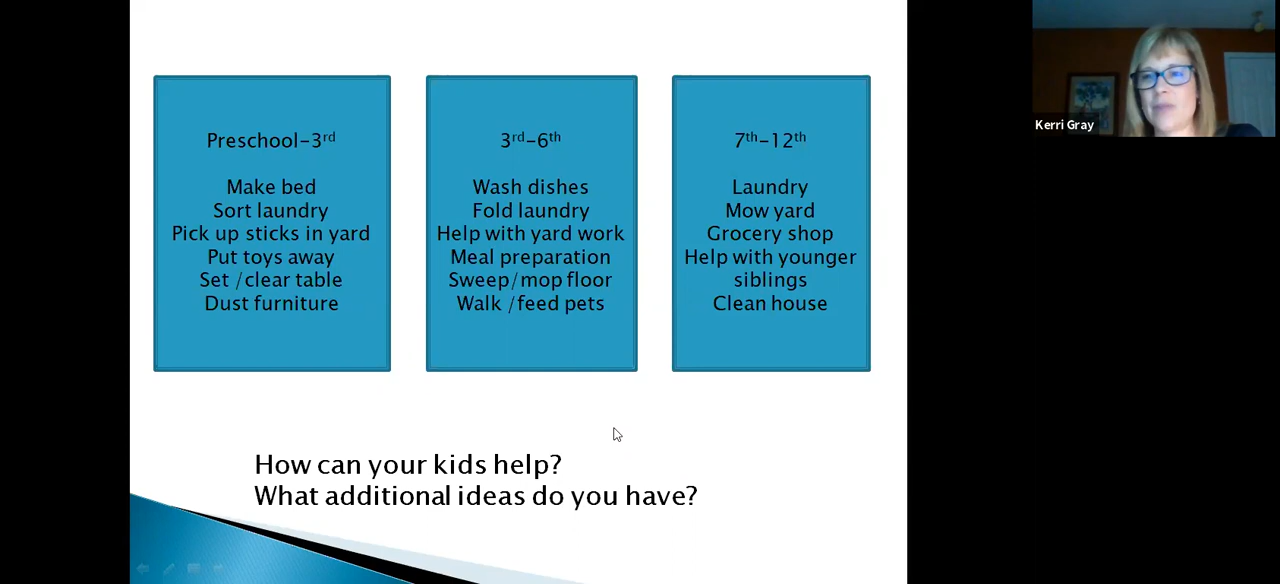 Preschool-3rd
Make bed
Sort laundry
Pick up sticks in yard
Put toys away
Set /clear table
Dust furniture
3rd-6th
Wash dishes
Fold laundry
Help with yard work
Meal preparation
Sweep/mop floor
Walk /feed pets
7th-12th
Laundry
Mow yard
Grocery shop
Help with younger
siblings
Clean house
How can your kids help?
What additional ideas do you have?
Kerri Gray